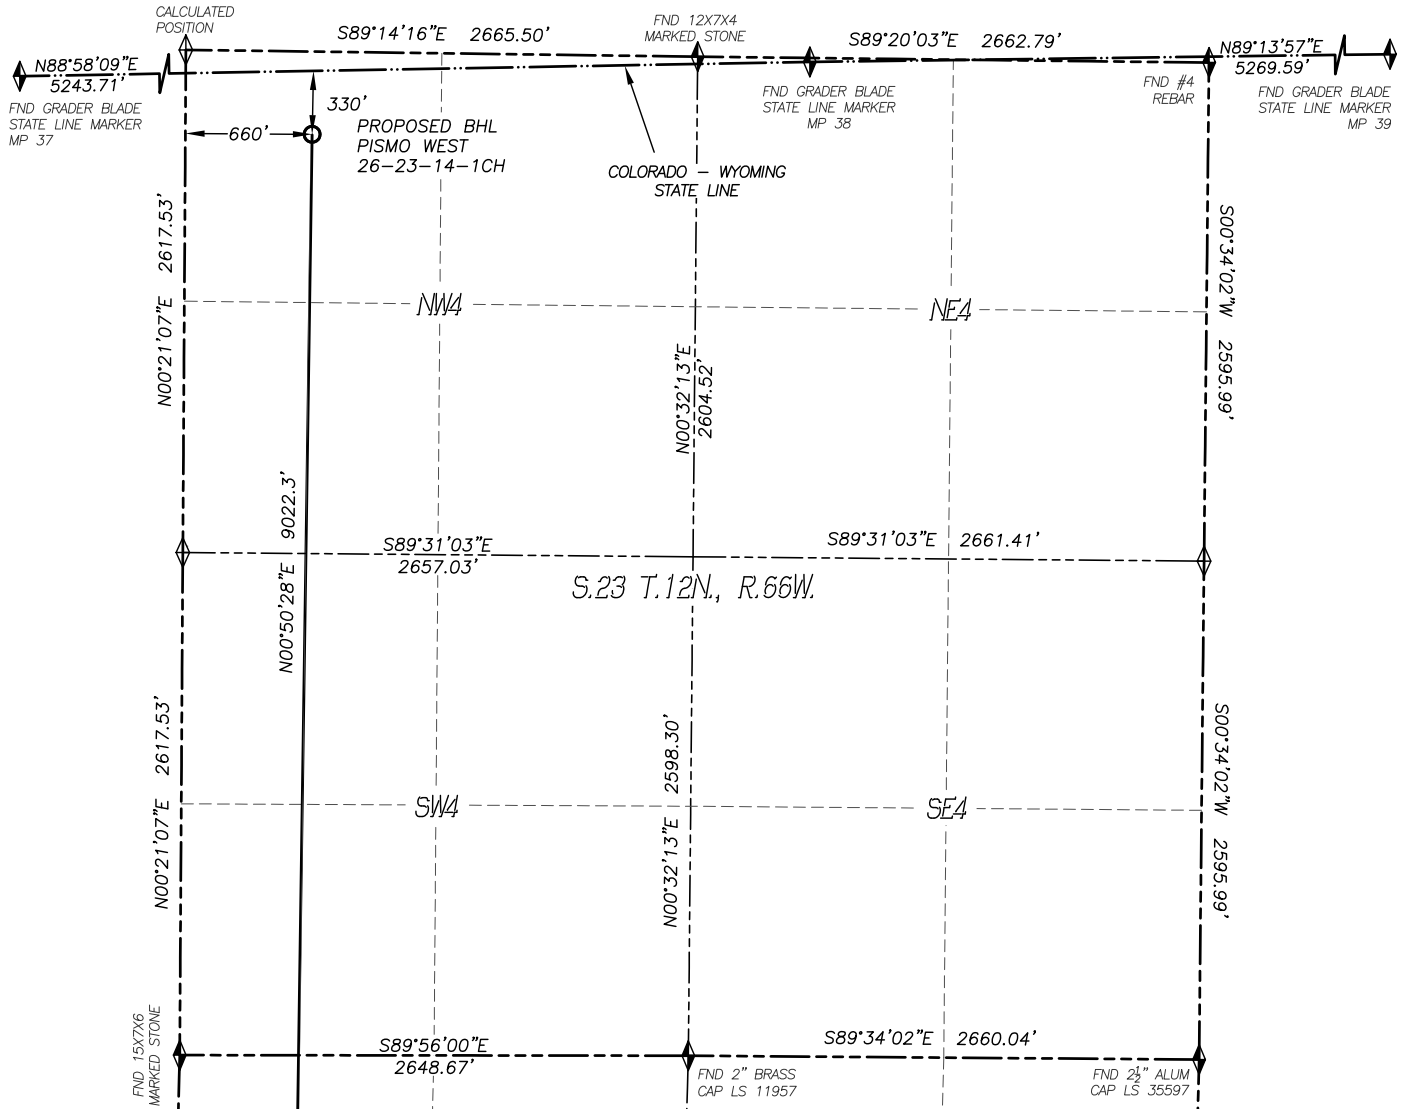 CALCULATED
POSITION
S89°14'16"E 2665.50'
FND 12X7X4
MARKED STONE
S89°20'03"E 2662.79'
N88°58'09"E
5243.71'
N89°13'57"E
5269.59'
FND GRADER BLADE
STATE LINE MARKER
MP 37
330'
660'
PROPOSED BHL
PISMO WEST
26-23-14-1CH
COLORADO - WYOMING
STATE LINE
FND GRADER BLADE
STATE LINE MARKER
MP 38
FND #4
REBAR
FND GRADER BLADE
STATE LINE MARKER
MP 39
N00°21'07"E 2617.53'
NW4
NE4
N00°32'13"E
2604.52'
S00°34'02"W 2595.99'
N00°50'28"E 9022.3'
S89°31'03"E
2657.03'
S89°31'03"E 2661.41'
S.23 T.12N., R.66W.
N00°21'07"E 2617.53'
SW4
N00°32'13"E 2598.30'
SE4
S00°34'02"W 2595.99'
FND 15X7X6
MARKED STONE
S89°56'00"E
2648.67'
S89°34'02"E 2660.04'
FND 2" BRASS
CAP LS 11957
FND 2½" ALUM
CAP LS 35597